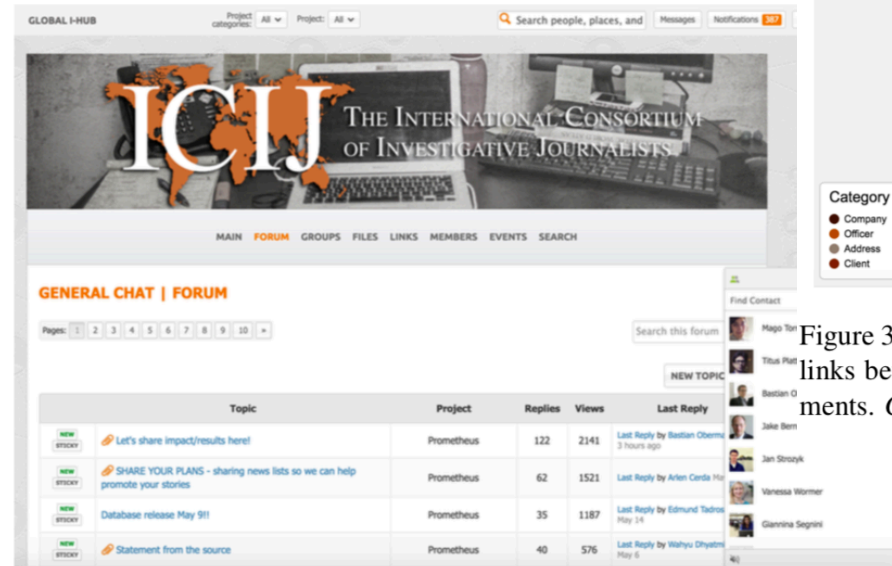 GLOBAL I-HUB
Project categories: All
Project: All
Search people, places, and
Messages
Notifications 387
ICIJ
THE INTERNATIONAL CONSORTIUM
OF INVESTIGATIVE JOURNALISTS
MAIN FORUM GROUPS FILES LINKS MEMBERS EVENTS SEARCH
GENERAL CHAT | FORUM
Pages: 1 2 3 4 5 6 7 8 9 10 »
Search this forum
NEW TOPIC
Topic Project Replies Views Last Reply
NEW STICKY Let's share impact/results here! Prometheus 122 2141 Last Reply by Bastian Oberma
3 hours ago
NEW STICKY SHARE YOUR PLANS - sharing news lists so we can help
promote your stories Prometheus 62 1521 Last Reply by Arlen Cerda Mar
NEW STICKY Database release May 9!! Prometheus 35 1187 Last Reply by Edmund Tadros
May 14
NEW STICKY Statement from the source Prometheus 40 576 Last Reply by Wahyu Dhyatmi
May 6
Find Contact
Mago Tor
Titus Platt
Bastian O
Jake Bern
Jan Strozyk
Vanessa Wormer
Giannina Segnini
Category
Company
Officer
Address
Client
Figure 3
links be
ments.